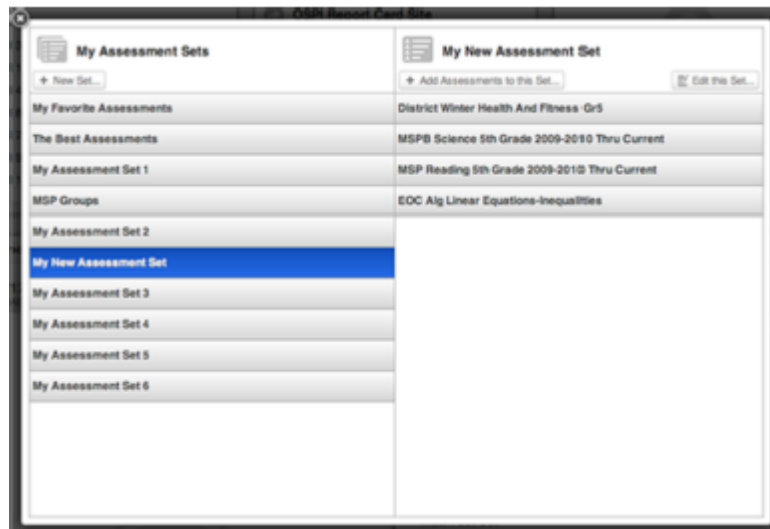 OSPI Report Card Site
My Assessment Sets
+ New Set...
My Favorite Assessments
The Best Assessments
My Assessment Set 1
MSP Groups
My Assessment Set 2
My New Assessment Set
My Assessment Set 3
My Assessment Set 4
My Assessment Set 5
My Assessment Set 6
My New Assessment Set
+ Add Assessments to this Set...
Edit this Set...
District Winter Health And Fitness-Gr5
MSPB Science 5th Grade 2009-2010 Thru Current
MSP Reading 5th Grade 2009-2010 Thru Current
EOC Alg Linear Equations-Inequalities